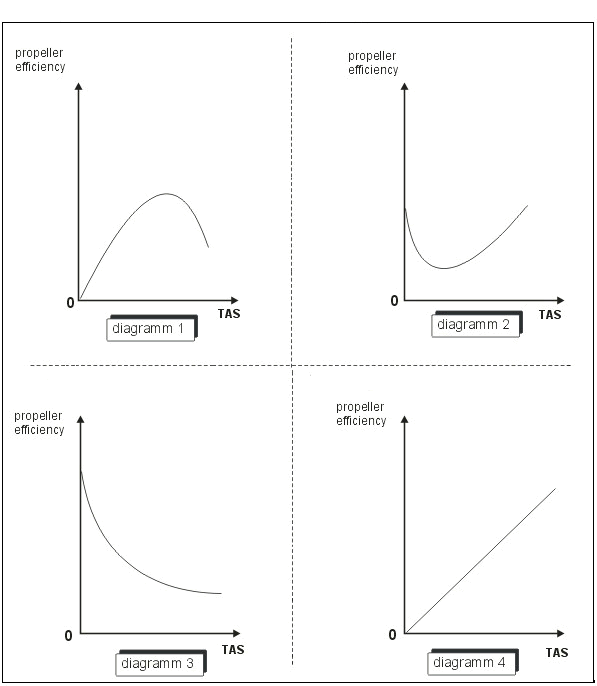 propeller
efficiency
0
TAS
diagramm 1
propeller
efficiency
0
TAS
diagramm 2
propeller
efficiency
0
TAS
diagramm 3
propeller
efficiency
0
TAS
diagramm 4